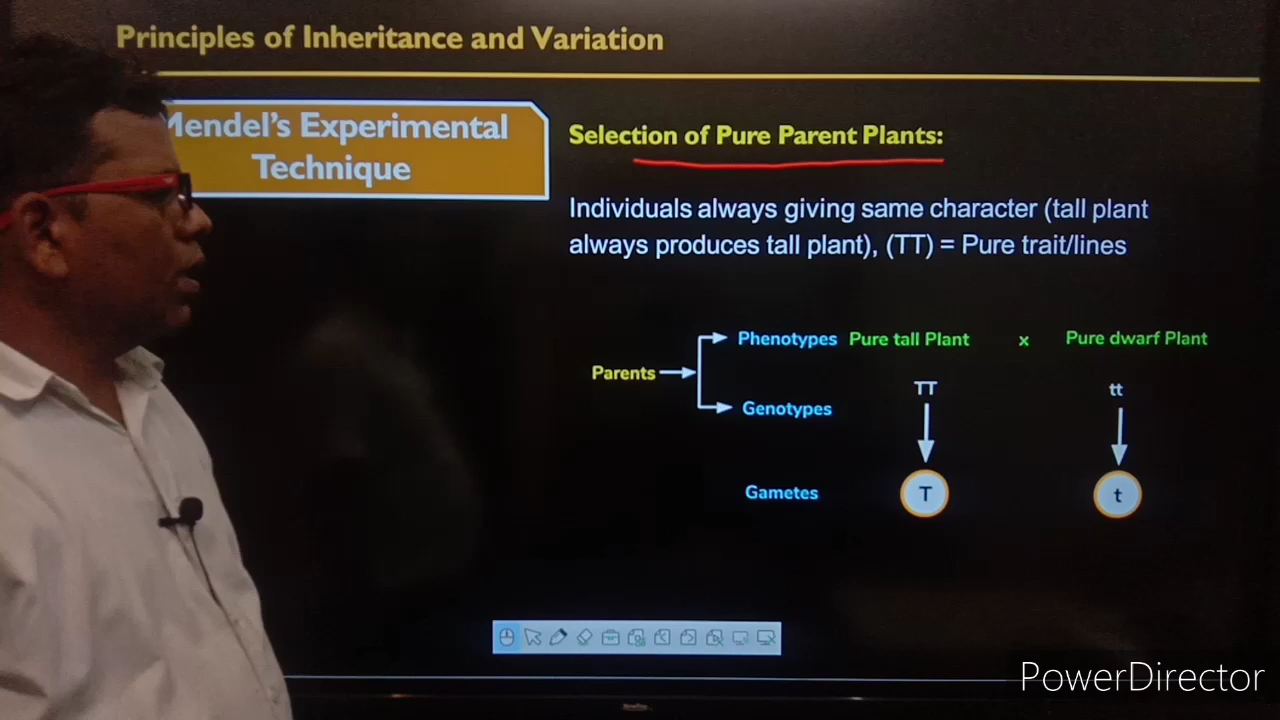 Principles of Inheritance and Variation
Mendel's Experimental
Technique
Selection of Pure Parent Plants:
Individuals always giving same character (tall plant
always produces tall plant), (TT) = Pure trait/lines
Parents
Phenotypes Pure tall Plant x Pure dwarf Plant
TT tt
Genotypes
Gametes T t
PowerDirector